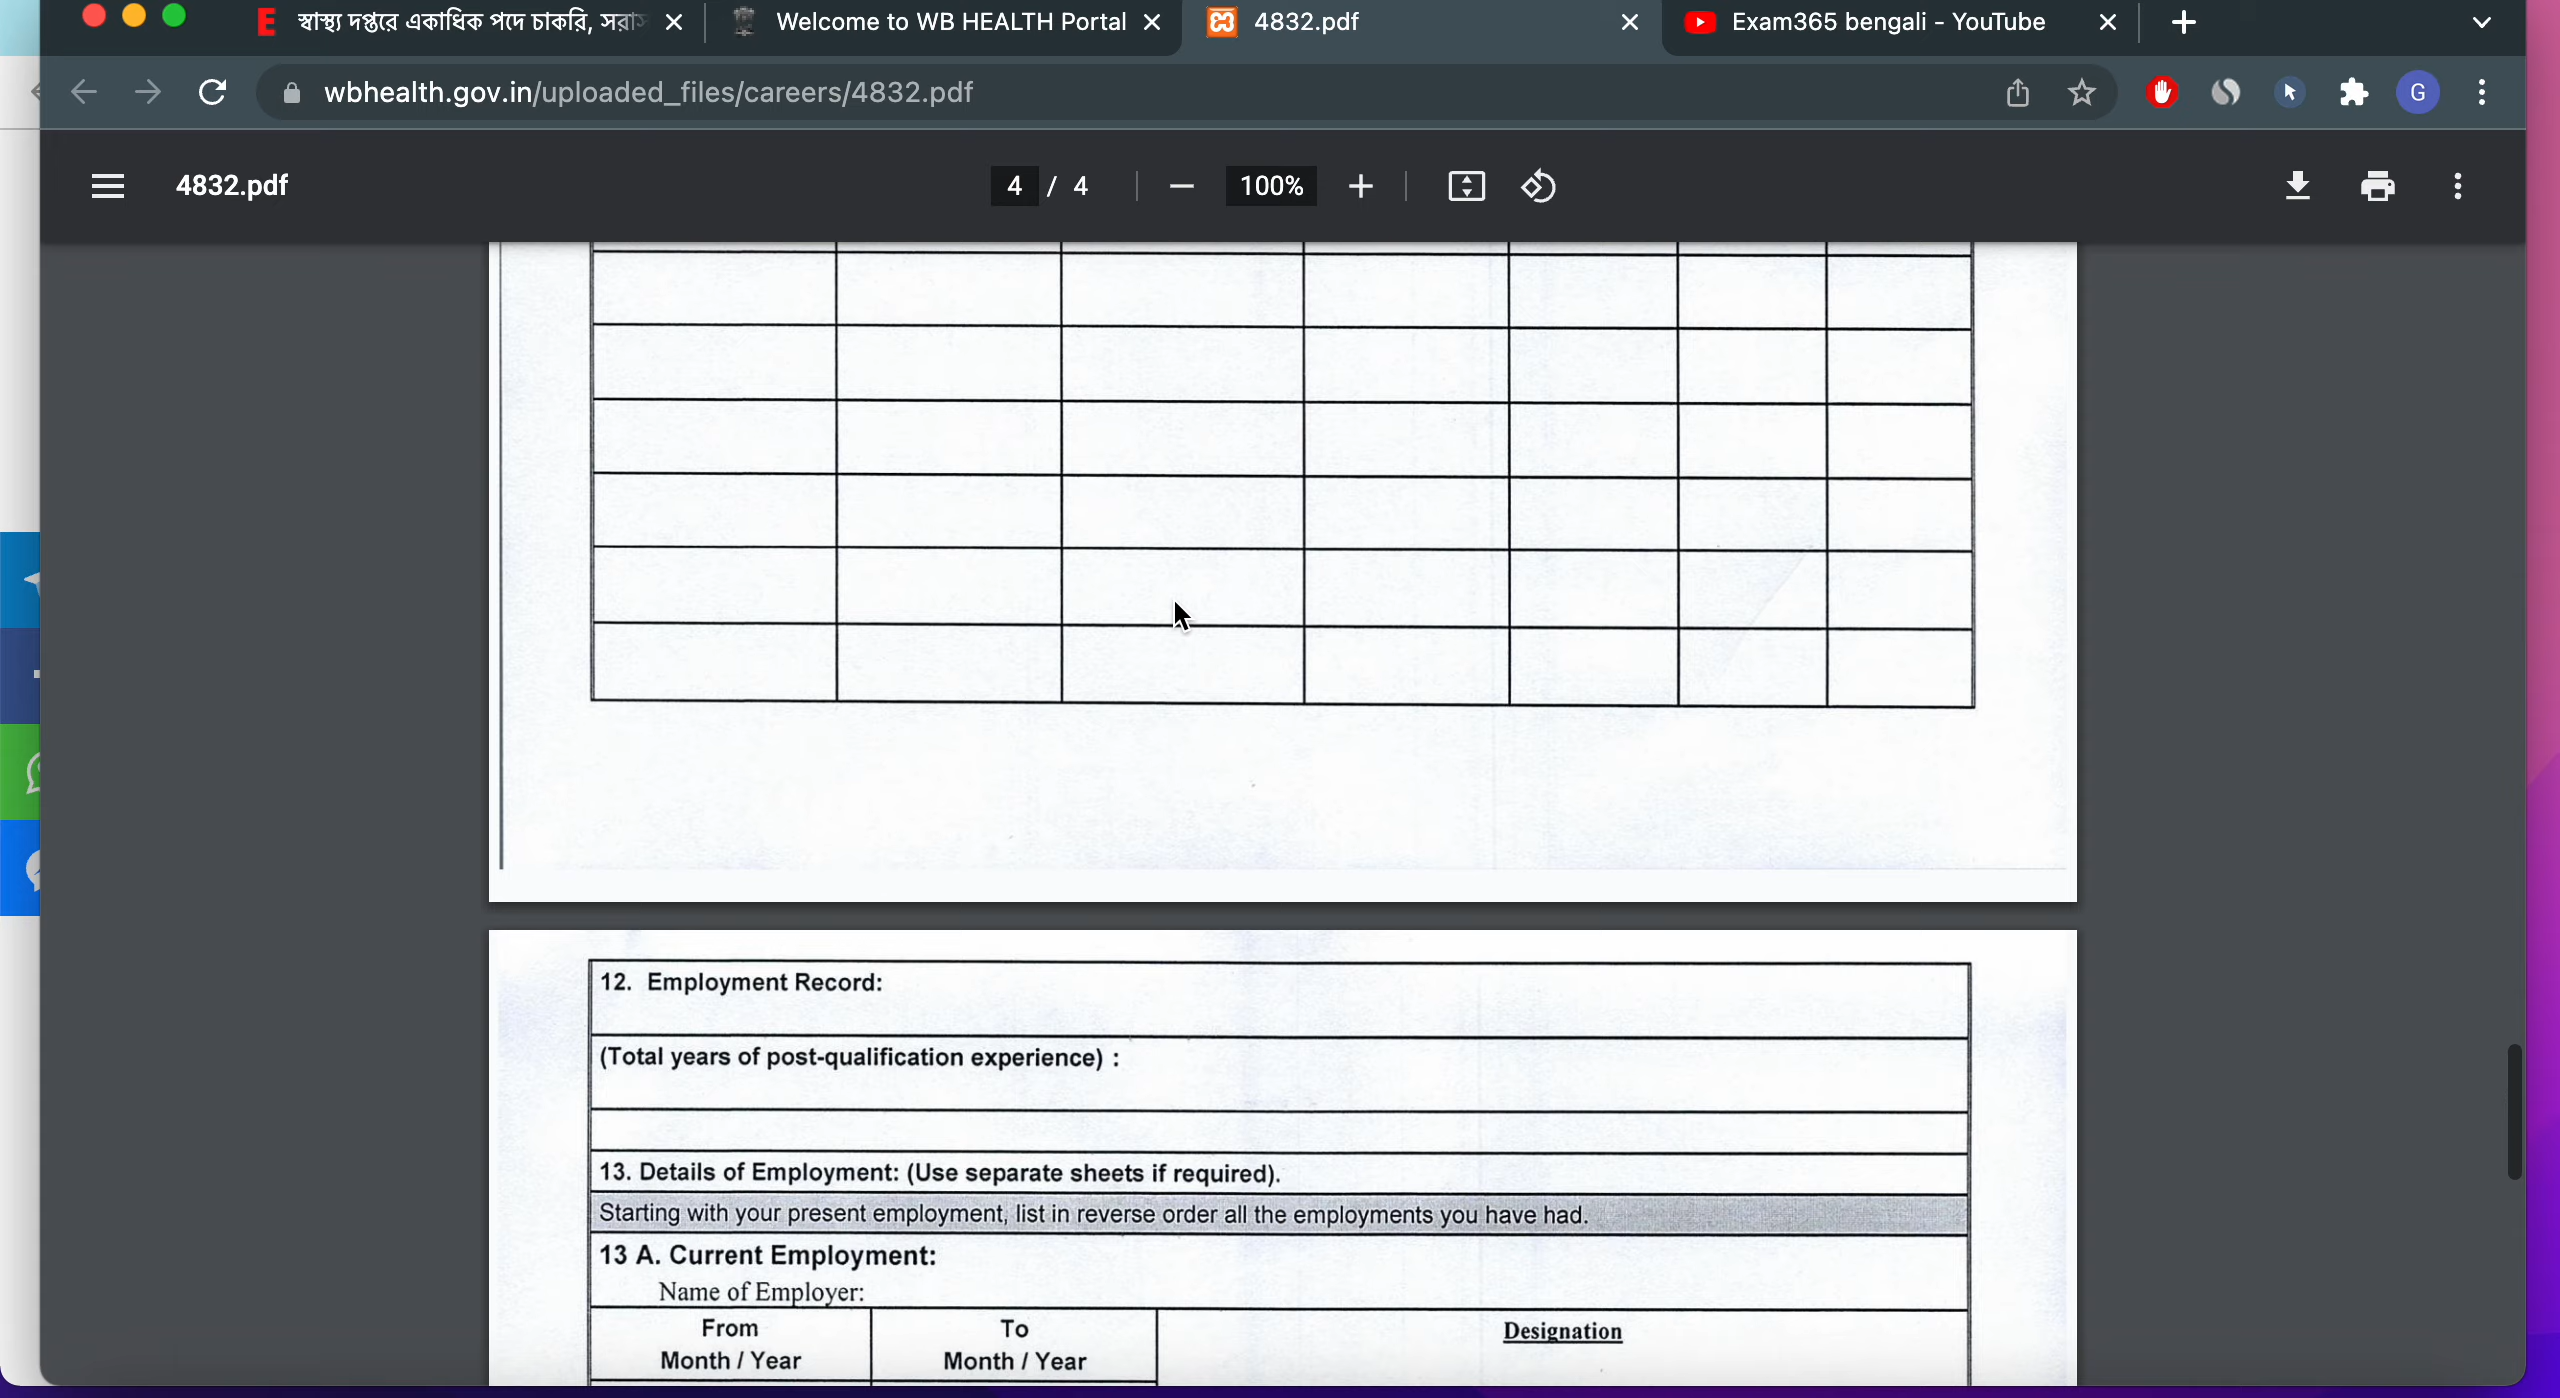 স্বাস্থ্য দপ্তরে একাধিক পদে চাকরি, সরাস
Welcome to WB HEALTH Portal
4832.pdf
Exam365 bengali - YouTube
wbhealth.gov.in/uploaded_files/careers/4832.pdf
G
4832.pdf
4 / 4
100%
12. Employment Record:
(Total years of post-qualification experience) :
13. Details of Employment: (Use separate sheets if required).
Starting with your present employment, list in reverse order all the employments you have had.
13 A. Current Employment:
Name of Employer:
From
Month / Year
To
Month / Year
Designation